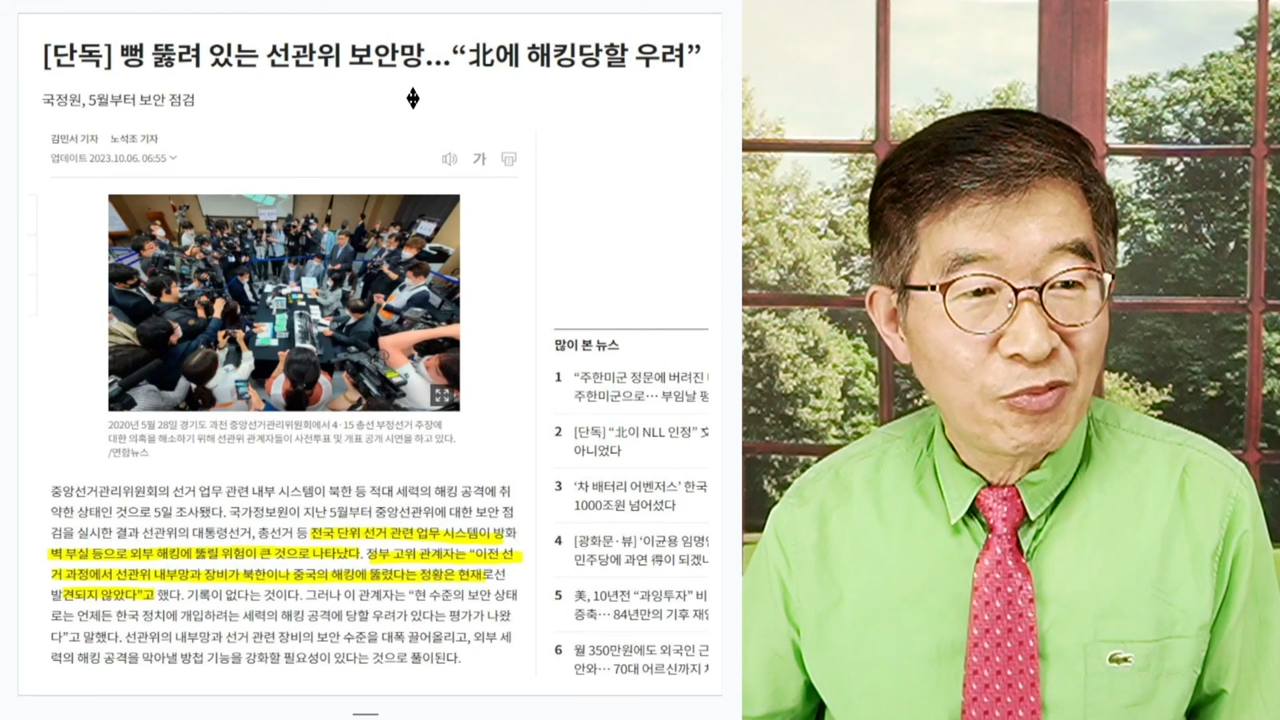 [단독] 뻥 뚫려 있는 선관위 보안망...“北에 해킹당할 우려”
국정원, 5월부터 보안 점검
김민서 기자 노석조 기자
업데이트 2023.10.06. 06:55
가
2020년 5월 28일 경기도 과천 중앙선거관리위원회에서 4·15 총선 부정선거 주장에
대한 의혹을 해소하기 위해 선관위 관계자들이 사전투표 및 개표 공개 시연을 하고 있다.
/연합뉴스
중앙선거관리위원회의 선거 업무 관련 내부 시스템이 북한 등 적대 세력의 해킹 공격에 취
약한 상태인 것으로 5일 조사됐다. 국가정보원이 지난 5월부터 중앙선관위에 대한 보안 점
검을 실시한 결과 선관위의 대통령선거, 총선거 등 전국 단위 선거 관련 업무 시스템이 방화
벽 부실 등으로 외부 해킹에 뚫릴 위험이 큰 것으로 나타났다. 정부 고위 관계자는 “이전 선
거 과정에서 선관위 내부망과 장비가 북한이나 중국의 해킹에 뚫렸다는 정황은 현재로선
발견되지 않았다”고 했다. 기록이 없다는 것이다. 그러나 이 관계자는 “현 수준의 보안 상태
로는 언제든 한국 정치에 개입하려는 세력의 해킹 공격에 당할 우려가 있다는 평가가 나왔
다”고 말했다. 선관위의 내부망과 선거 관련 장비의 보안 수준을 대폭 끌어올리고, 외부 세
력의 해킹 공격을 막아낼 방첩 기능을 강화할 필요성이 있다는 것으로 풀이된다.
많이 본 뉴스
1 “주한미군 정문에 버려진
주한미군으로… 부임날
2 [단독] “北이 NLL 인정”
아니었다
3 ‘차 배터리 어벤저스’ 한국
1000조원 넘어섰다
4 [광화문·뷰] ‘이균용 임명
민주당에 과연 得이 되겠
5 美, 10년전 “과잉투자”
증축… 84년만의 기후
6 월 350만원에도 외국인
안와… 70대 어르신까지